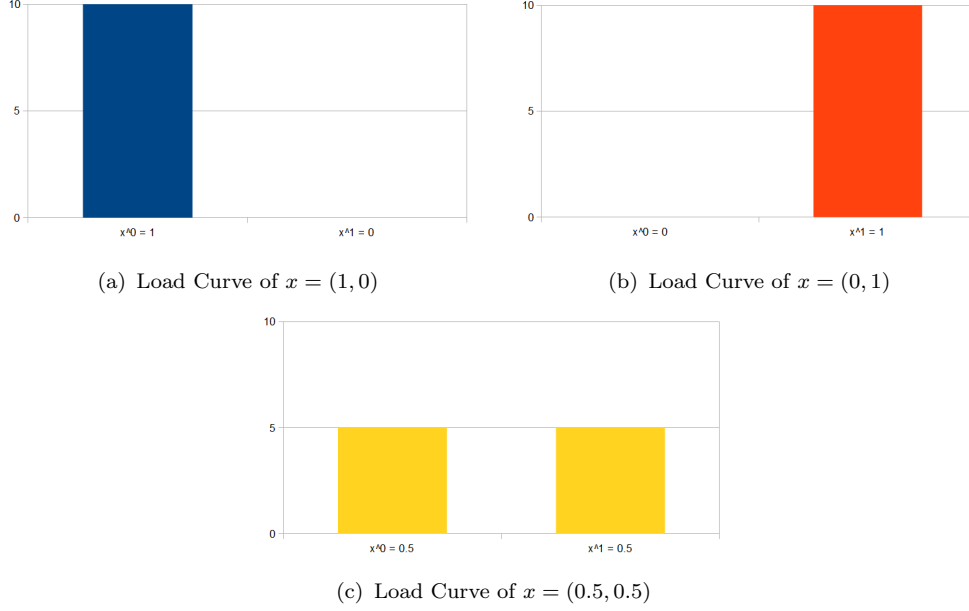 10
5
0
x^0 = 1
x^1 = 0
(a) Load Curve of x = (1, 0)
10
5
0
x^0 = 0
x^1 = 1
(b) Load Curve of x = (0, 1)
10
5
0
x^0 = 0.5
x^1 = 0.5
(c) Load Curve of x = (0.5, 0.5)